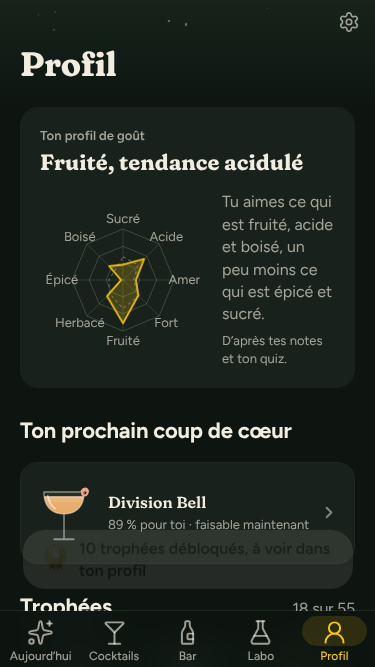 Profil
Ton profil de goût
Fruité, tendance acidulé
Tu aimes ce qui
est fruité, acide
et boisé, un
peu moins ce
qui est épicé et
sucré.
D'après tes notes
et ton quiz.
Sucré
Boisé
Acide
Épicé
Amer
Herbacé
Fort
Fruité
Ton prochain coup de cœur
Division Bell
89 % pour toi · faisable maintenant
10 trophées débloqués, à voir dans
ton profil
Trophées
18 sur 55
Aujourd'hui
Cocktails
Bar
Labo
Profil